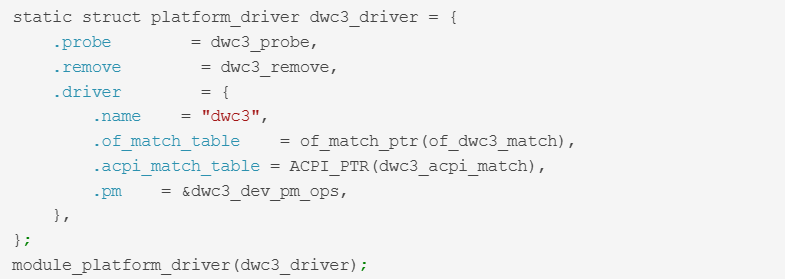 static struct platform_driver dwc3_driver = {
    .probe        = dwc3_probe,
    .remove        = dwc3_remove,
    .driver        = {
        .name    = "dwc3",
        .of_match_table    = of_match_ptr(of_dwc3_match),
        .acpi_match_table = ACPI_PTR(dwc3_acpi_match),
        .pm    = &dwc3_dev_pm_ops,
    },
};
module_platform_driver(dwc3_driver);